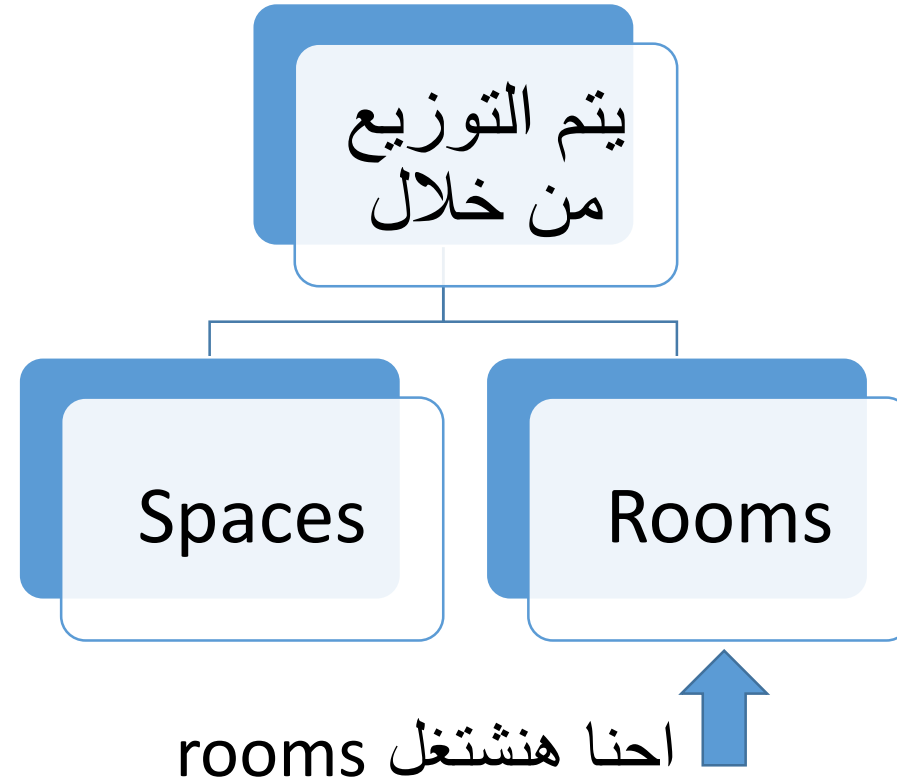 يتم التوزيع
من خلال
Spaces
Rooms
احنا هنشتغل rooms